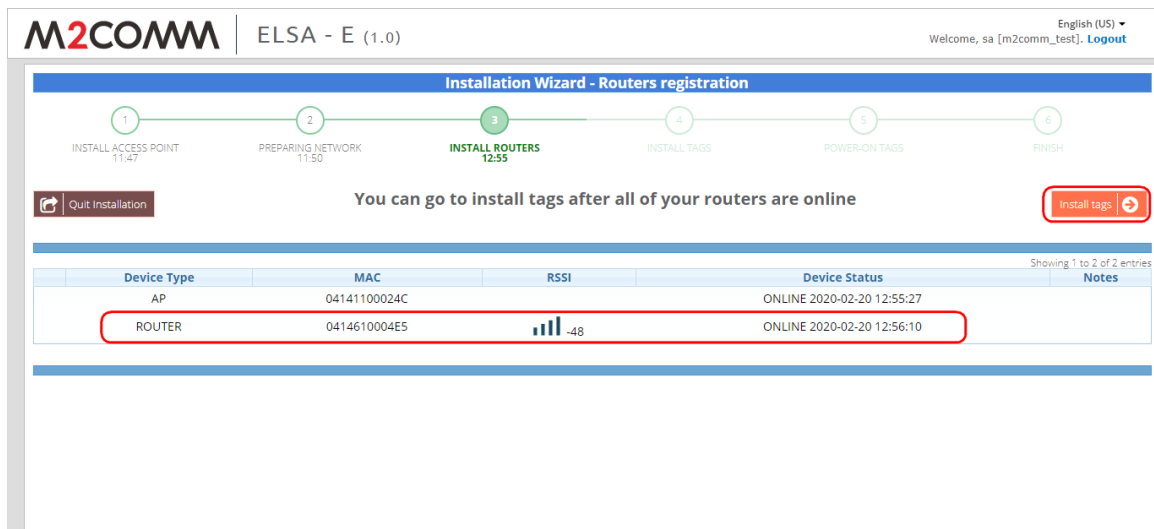 M2COMM
ELSA - E (1.0)
English (US)
Welcome, sa [m2comm_test]. Logout
Installation Wizard - Routers registration
1 2 3 4 5 6
INSTALL ACCESS POINT PREPARING NETWORK INSTALL ROUTERS INSTALL TAGS POWER-ON TAGS FINISH
11:47 11:50 12:55
Quit Installation
You can go to install tags after all of your routers are online
Install tags
Showing 1 to 2 of 2 entries
Device Type MAC RSSI Device Status Notes
AP 04141100024C ONLINE 2020-02-20 12:55:27
ROUTER 0414610004E5 -48 ONLINE 2020-02-20 12:56:10